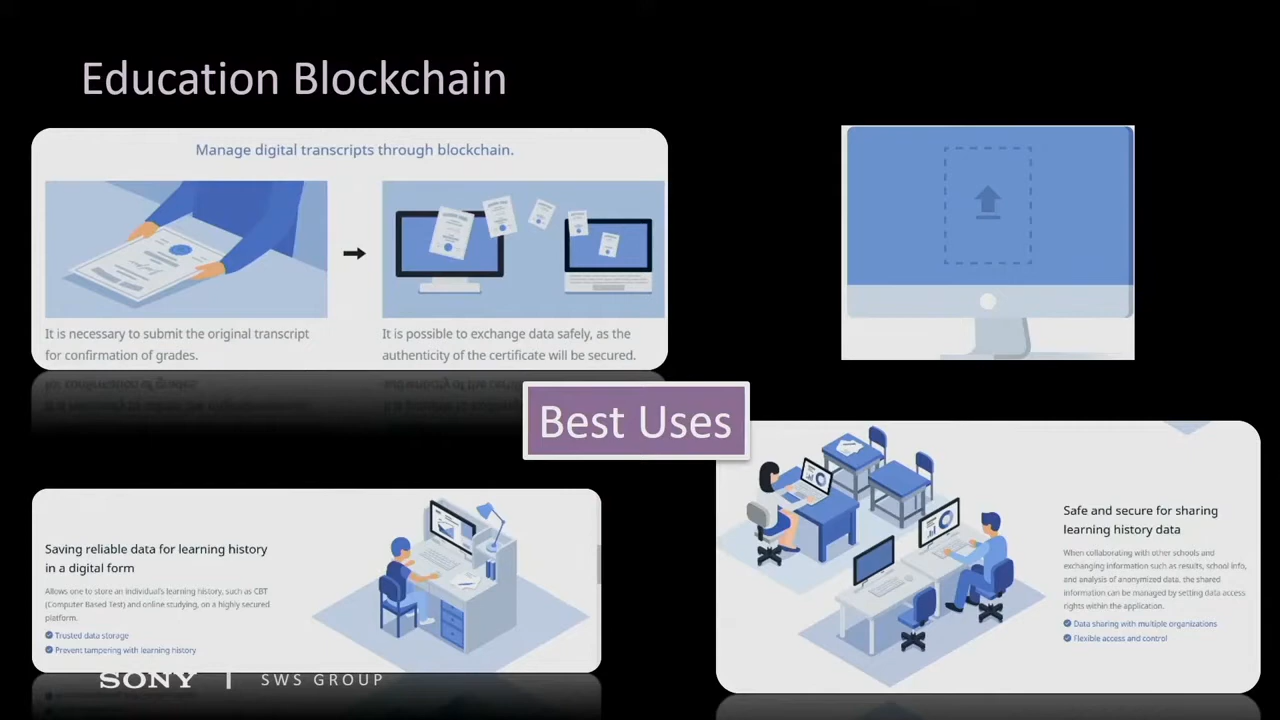 Education Blockchain
Manage digital transcripts through blockchain.
It is necessary to submit the original transcript
for confirmation of grades.
It is possible to exchange data safely, as the
authenticity of the certificate will be secured.
Best Uses
Saving reliable data for learning history
in a digital form
Allows one to store an individual's learning history, such as CBT
(Computer Based Test) and online studying, on a highly secured
platform.
Trusted data storage
Prevent tampering with learning history
Safe and secure for sharing
learning history data
When collaborating with other schools and
exchanging information such as results, school info,
and analysis of anonymized data, the shared
information can be managed by setting data access
rights within the application.
Data sharing with multiple organizations
Flexible access and control
SONY | SWS GROUP